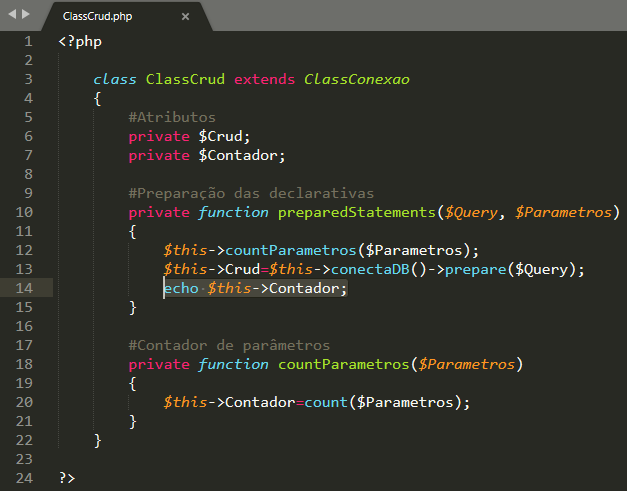 ClassCrud.php ×
1 <?php
2
3 class ClassCrud extends ClassConexao
4 {
5 #Atributos
6 private $Crud;
7 private $Contador;
8
9 #Preparação das declarativas
10 private function preparedStatements($Query, $Parametros)
11 {
12 $this->countParametros($Parametros);
13 $this->Crud=$this->conectaDB()->prepare($Query);
14 echo $this->Contador;
15 }
16
17 #Contador de parâmetros
18 private function countParametros($Parametros)
19 {
20 $this->Contador=count($Parametros);
21 }
22 }
23
24 ?>